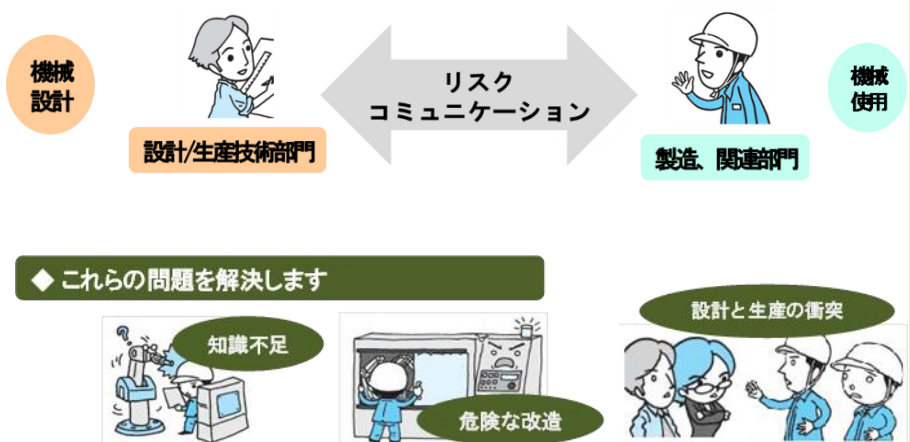 機械
設計
設計/生産技術部門
リスク
コミュニケーション
機械
使用
製造、関連部門
◆ これらの問題を解決します
知識不足
危険な改造
設計と生産の衝突